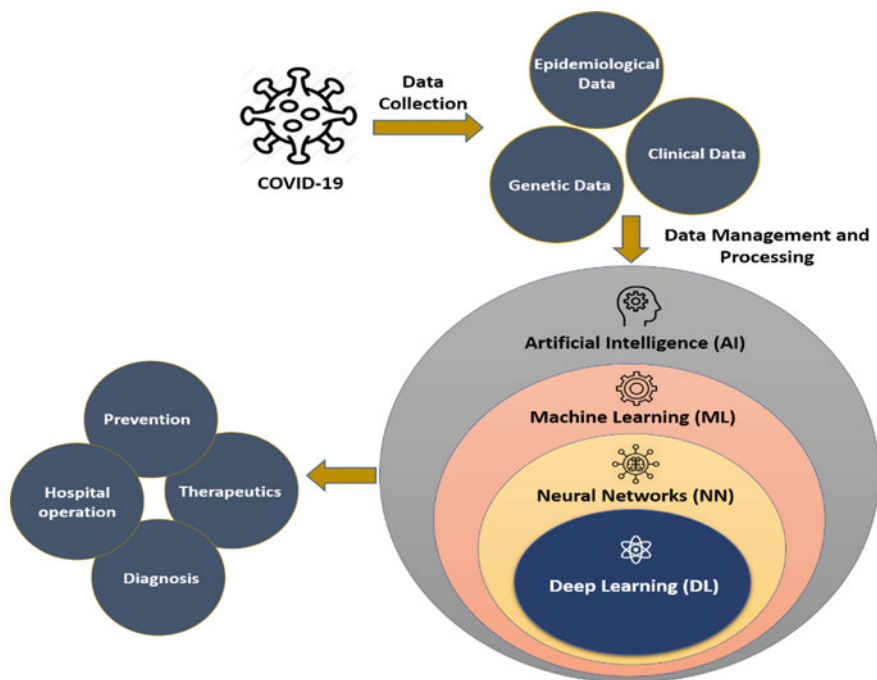 Epidemiological
Data
Data
Collection
Clinical Data
COVID-19
Genetic Data
Data Management and
Processing
Artificial Intelligence (AI)
Machine Learning (ML)
Neural Networks (NN)
Deep Learning (DL)
Prevention
Hospital
operation
Therapeutics
Diagnosis